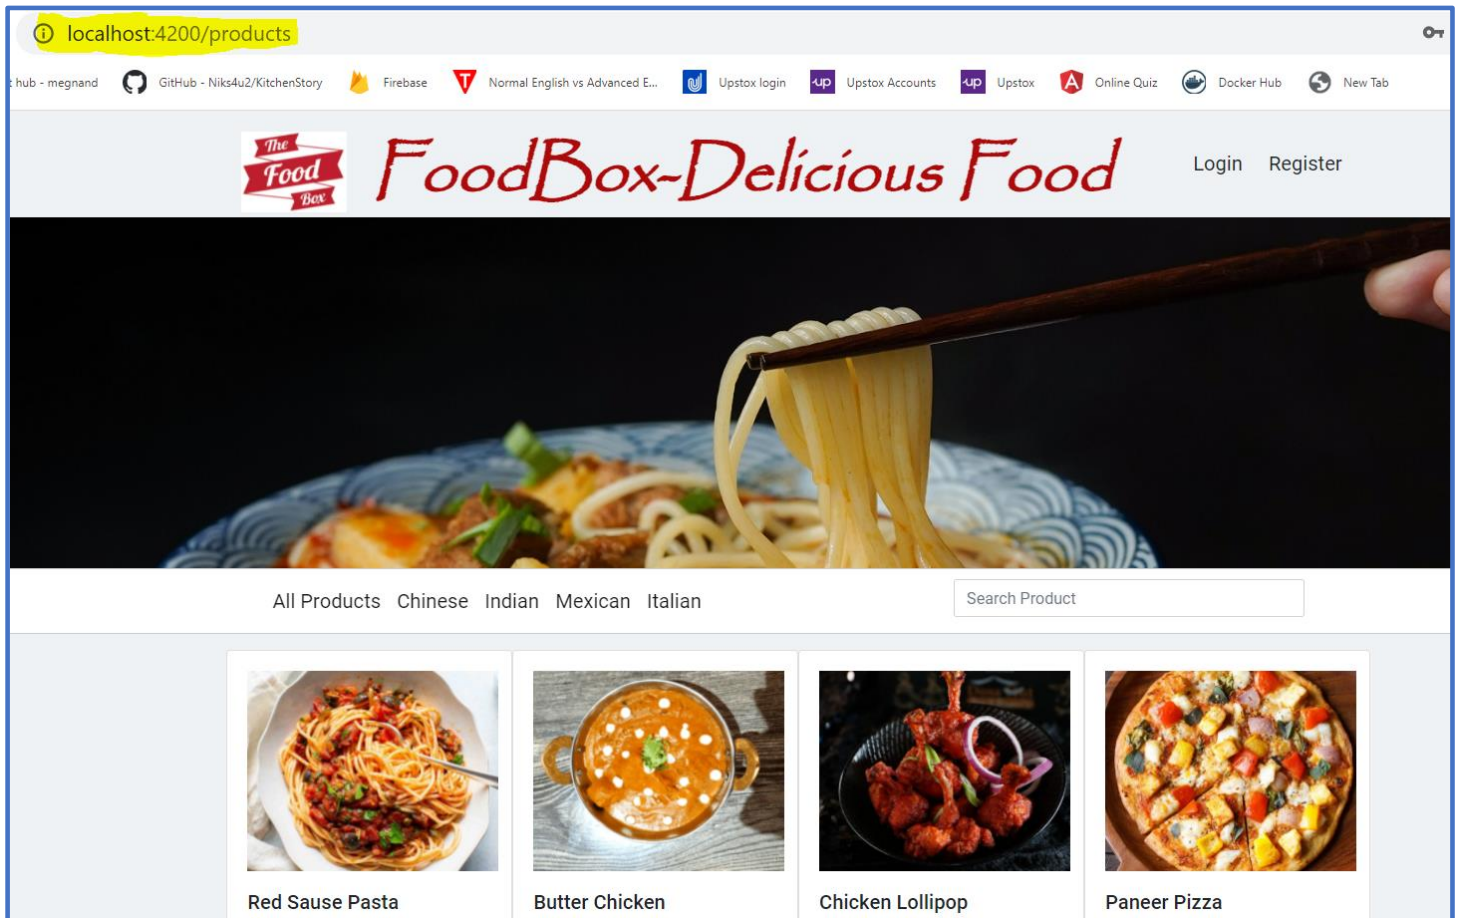 localhost:4200/products
t hub - megnand GitHub - Niks4u2/KitchenStory Firebase Normal English vs Advanced E... Upstox login Upstox Accounts Upstox Online Quiz Docker Hub New Tab
The
Food
Box
FoodBox-Delicious Food
Login Register
All Products Chinese Indian Mexican Italian
Search Product
Red Sause Pasta Butter Chicken Chicken Lollipop Paneer Pizza